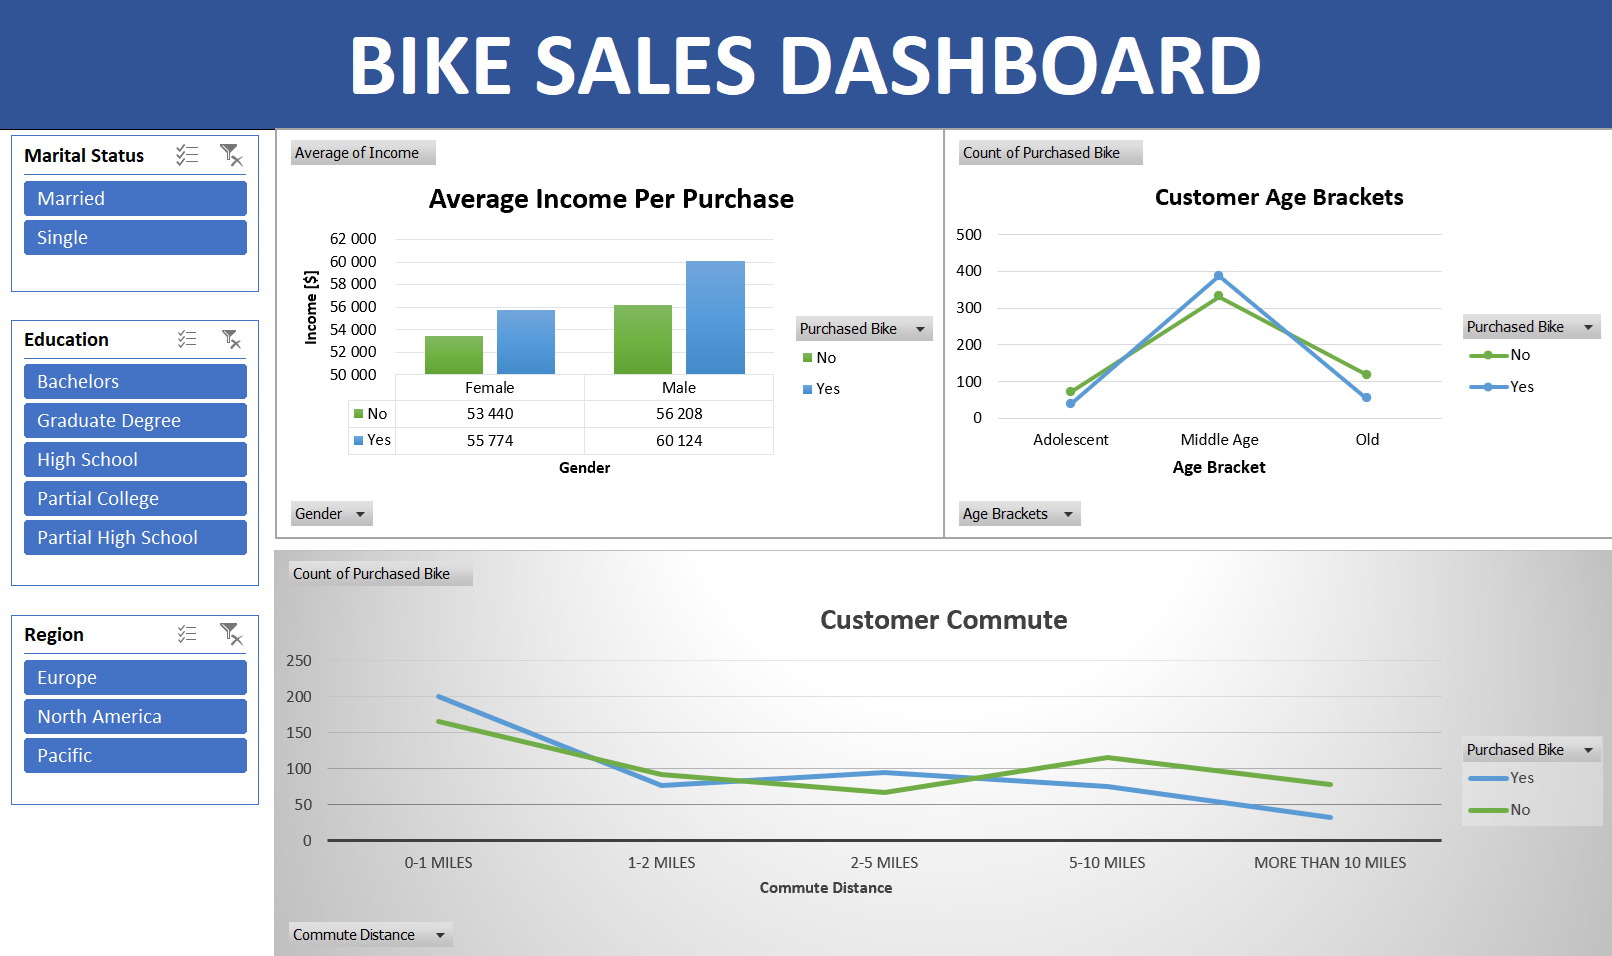 BIKE SALES DASHBOARD
Marital Status
Married
Single
Education
Bachelors
Graduate Degree
High School
Partial College
Partial High School
Region
Europe
North America
Pacific
Average of Income
Average Income Per Purchase
Income [$]
62 000
60 000
58 000
56 000
54 000
52 000
50 000
Female Male
No 53 440 56 208
Yes 55 774 60 124
Gender
Purchased Bike
No
Yes
Gender
Count of Purchased Bike
Customer Age Brackets
500
400
300
200
100
0
Adolescent Middle Age Old
Age Bracket
Purchased Bike
No
Yes
Age Brackets
Count of Purchased Bike
Customer Commute
250
200
150
100
50
0
0-1 MILES 1-2 MILES 2-5 MILES 5-10 MILES MORE THAN 10 MILES
Commute Distance
Purchased Bike
Yes
No
Commute Distance